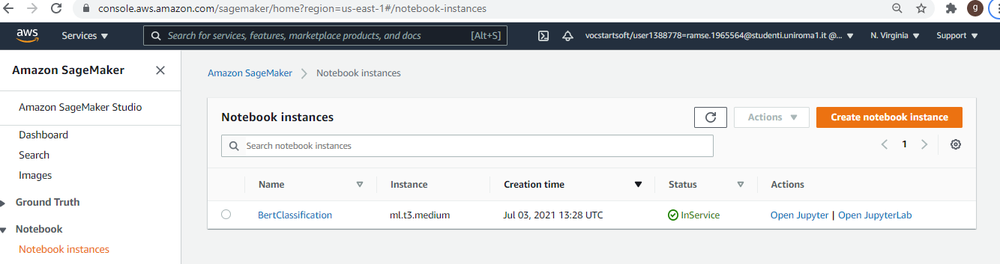 console.aws.amazon.com/sagemaker/home?region=us-east-1#/notebook-instances
g
aws
Services
Search for services, features, marketplace products, and docs [Alt+S]
vocstartsoft/user1388778=ramse.1965564@studenti.uniroma1.it @...
N. Virginia
Support
Amazon SageMaker
Amazon SageMaker Studio
Dashboard
Search
Images
Ground Truth
Notebook
Notebook instances
Amazon SageMaker > Notebook instances
Notebook instances
Actions
Create notebook instance
Search notebook instances
1
Name Instance Creation time Status Actions
BertClassification ml.t3.medium Jul 03, 2021 13:28 UTC InService Open Jupyter | Open JupyterLab